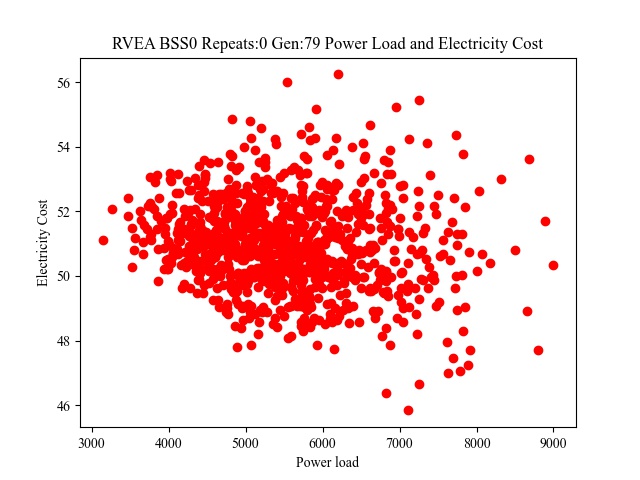 RVEA BSS0 Repeats:0 Gen:79 Power Load and Electricity Cost
Electricity Cost
56
54
52
50
48
46
3000 4000 5000 6000 7000 8000 9000
Power load